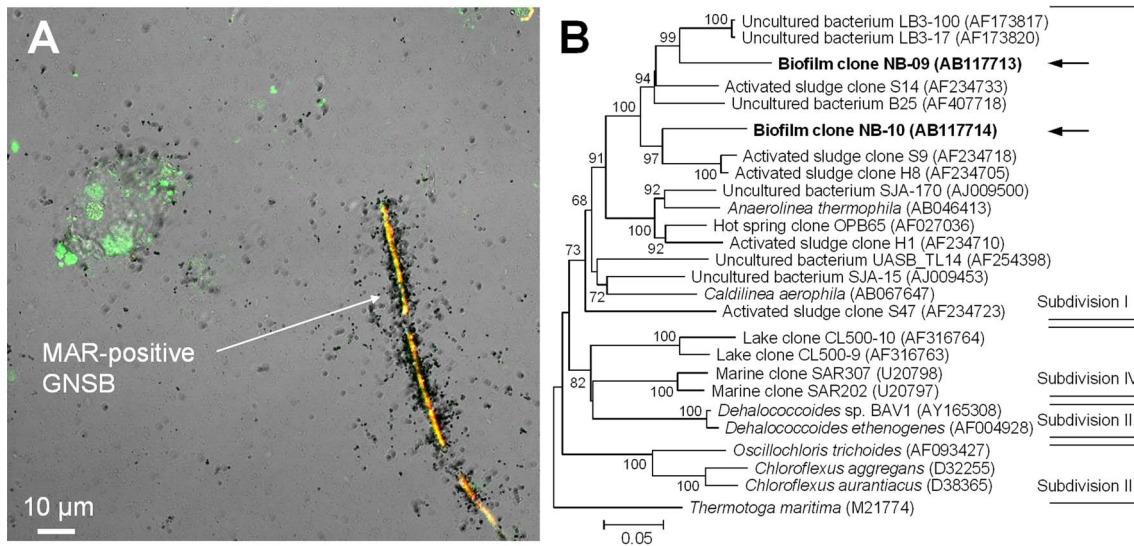 A
MAR-positive
GNSB
10 µm
B
100
Uncultured bacterium LB3-100 (AF173817)
Uncultured bacterium LB3-17 (AF173820)
99
Biofilm clone NB-09 (AB117713)
94
Activated sludge clone S14 (AF234733)
Uncultured bacterium B25 (AF407718)
100
Biofilm clone NB-10 (AB117714)
97
Activated sludge clone S9 (AF234718)
100
Activated sludge clone H8 (AF234705)
91
92
Uncultured bacterium SJA-170 (AJ009500)
Anaerolinea thermophila (AB046413)
68
100
Hot spring clone OPB65 (AF027036)
92
Activated sludge clone H1 (AF234710)
73
Uncultured bacterium UASB_TL14 (AF254398)
Uncultured bacterium SJA-15 (AJ009453)
72
Caldilinea aerophila (AB067647)
Activated sludge clone S47 (AF234723)
Subdivision I
Lake clone CL500-10 (AF316764)
100
Lake clone CL500-9 (AF316763)
82
Marine clone SAR307 (U20798)
100
Marine clone SAR202 (U20797)
Subdivision IV
Dehalococcoides sp. BAV1 (AY165308)
100
Dehalococcoides ethenogenes (AF004928)
Subdivision II
Oscillochloris trichoides (AF093427)
100
Chloroflexus aggregans (D32255)
100
Chloroflexus aurantiacus (D38365)
Subdivision II
Thermotoga maritima (M21774)
0.05